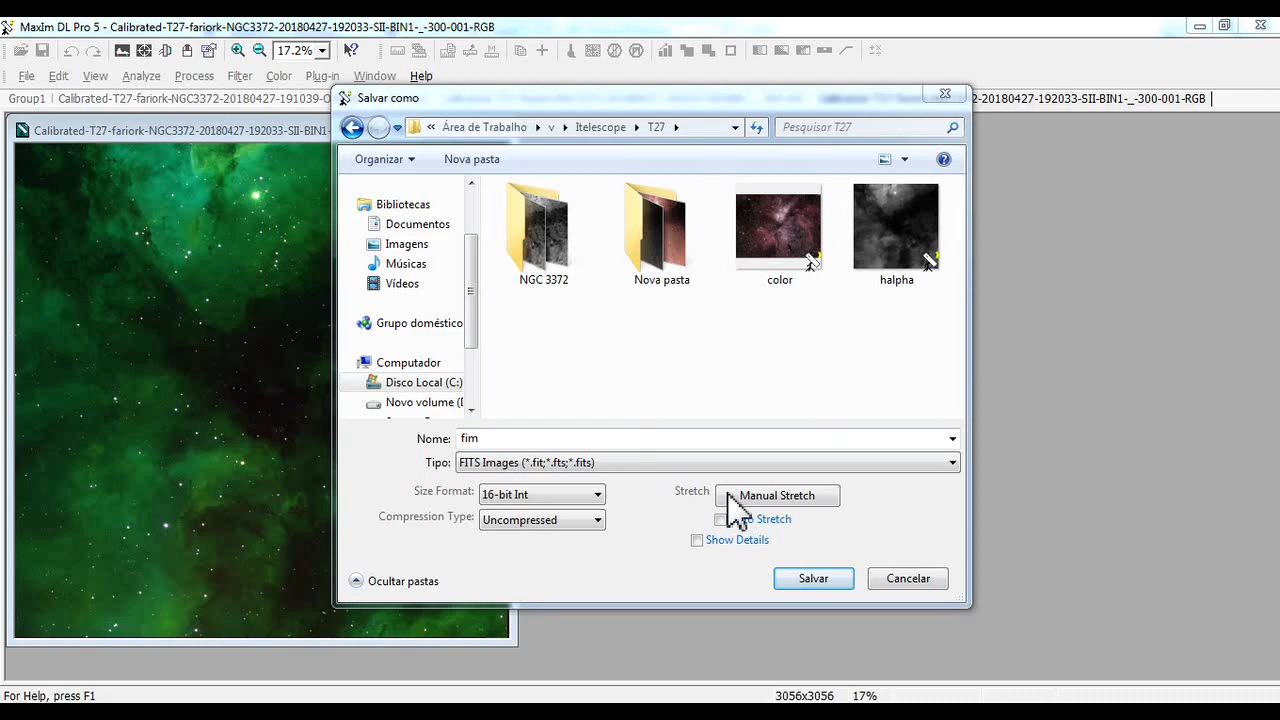 MaxIm DL Pro 5 - Calibrated-T27-fariork-NGC3372-20180427-192033-SII-BIN1-_-300-001-RGB
17.2%
File Edit View Analyze Process Filter Color Plug-in Window Help
Group1 Calibrated-T27-fariork-NGC3372-20180427-191039-O 2-20180427-192033-SII-BIN1-_-300-001-RGB
Calibrated-T27-fariork-NGC3372-20180427-192033-SII-BIN1-_
Salvar como
« Área de Trabalho v Itelescope T27 Pesquisar T27
Organizar Nova pasta
Bibliotecas
Documentos
Imagens
Músicas
Vídeos
Grupo doméstico
Computador
Disco Local (C:)
Novo volume (
NGC 3372 Nova pasta color halpha
Nome: fim
Tipo: FITS Images (*.fit;*.fts;*.fits)
Size Format: 16-bit Int Stretch Manual Stretch
Compression Type: Uncompressed Stretch
Show Details
Ocultar pastas Salvar Cancelar
For Help, press F1 3056x3056 17%